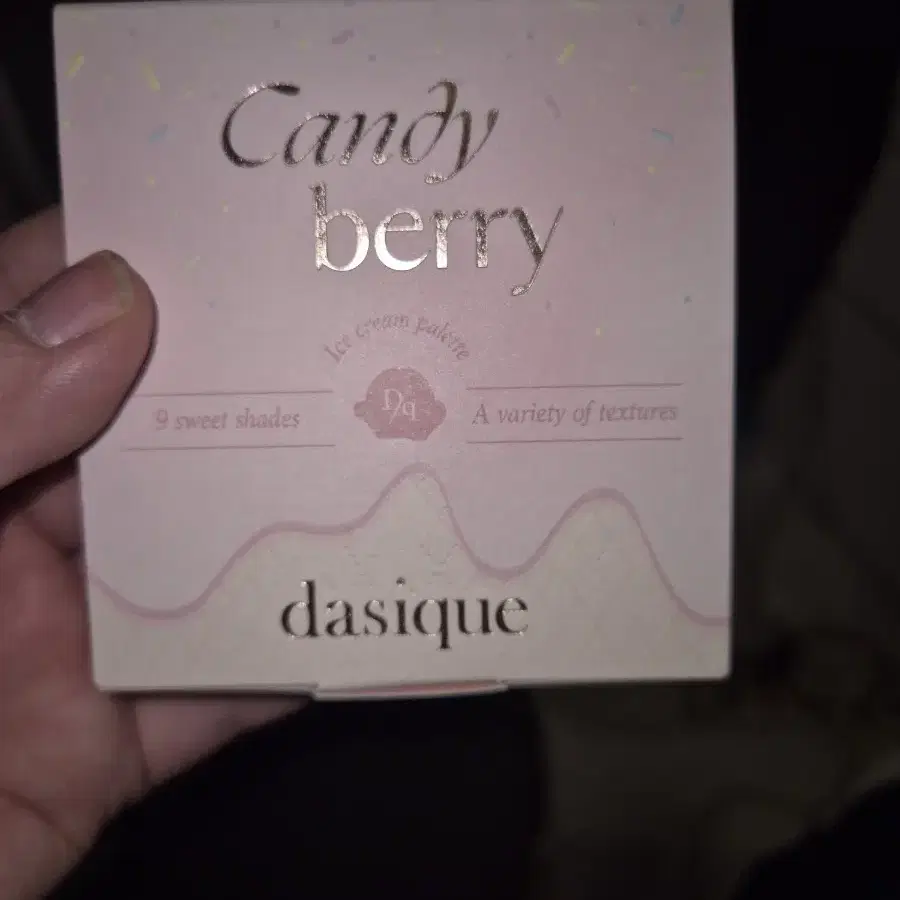 Candy
berry
Ice cream palette
D/q
9 sweet shades
A variety of textures
dasique